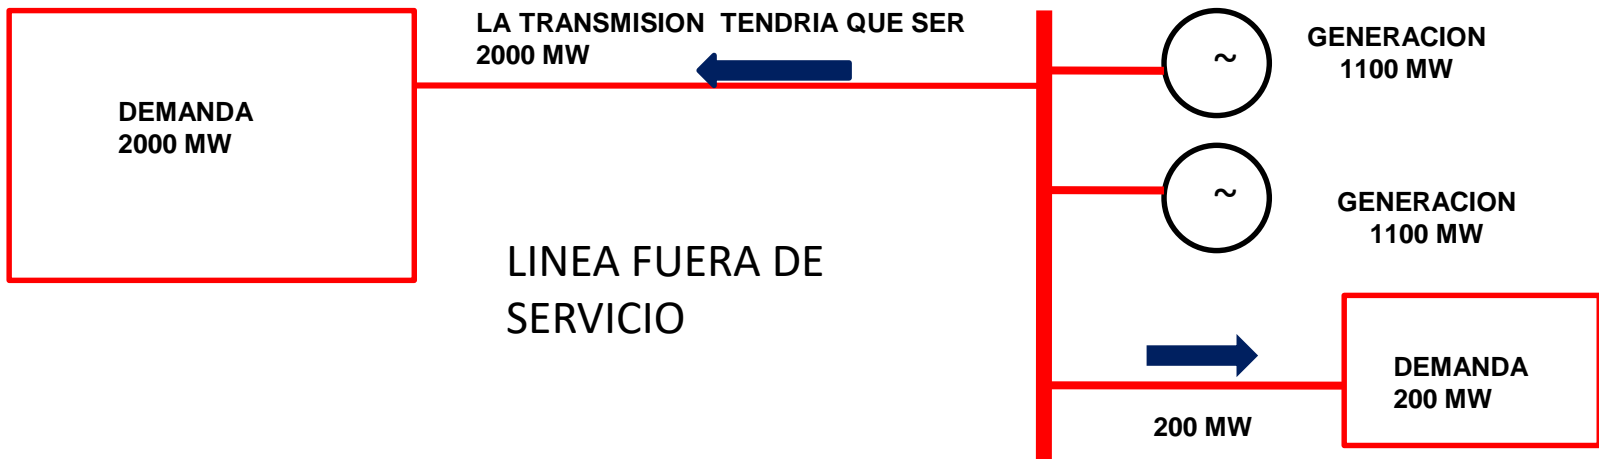 LA TRANSMISION TENDRIA QUE SER
2000 MW
DEMANDA
2000 MW
~
GENERACION
1100 MW
~
GENERACION
1100 MW
LINEA FUERA DE
SERVICIO
DEMANDA
200 MW
200 MW